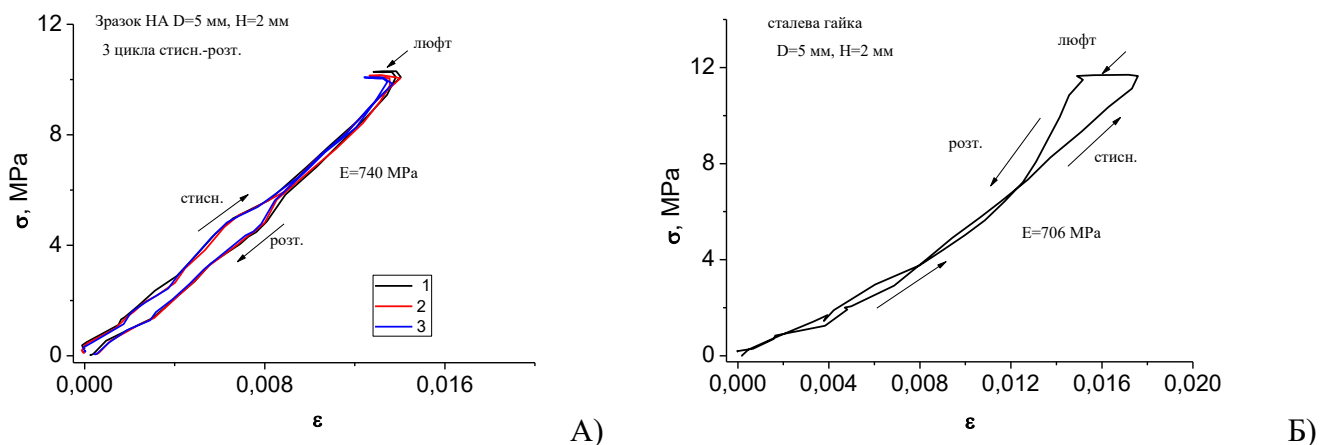 Зразок НА D=5 мм, H=2 мм
3 цикла стисн.-розт.
люфт
12
8
4
0
σ, MPa
стисн.
розт.
E=740 MPa
1
2
3
0,000
0,008
0,016
ε
А)
сталева гайка
D=5 мм, H=2 мм
люфт
12
8
4
0
σ, MPa
розт.
стисн.
E=706 MPa
0,000
0,004
0,008
0,012
0,016
0,020
ε
Б)